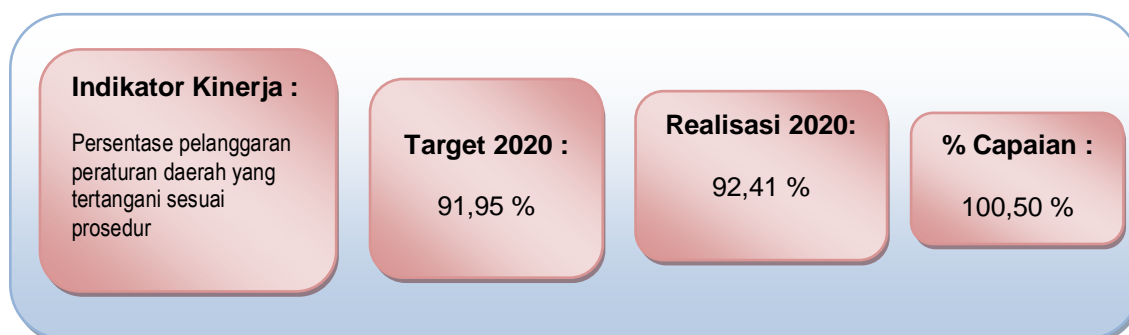 Indikator Kinerja :
Persentase pelanggaran
peraturan daerah yang
tertangani sesuai
prosedur
Target 2020 :
91,95 %
Realisasi 2020:
92,41 %
% Capaian :
100,50 %